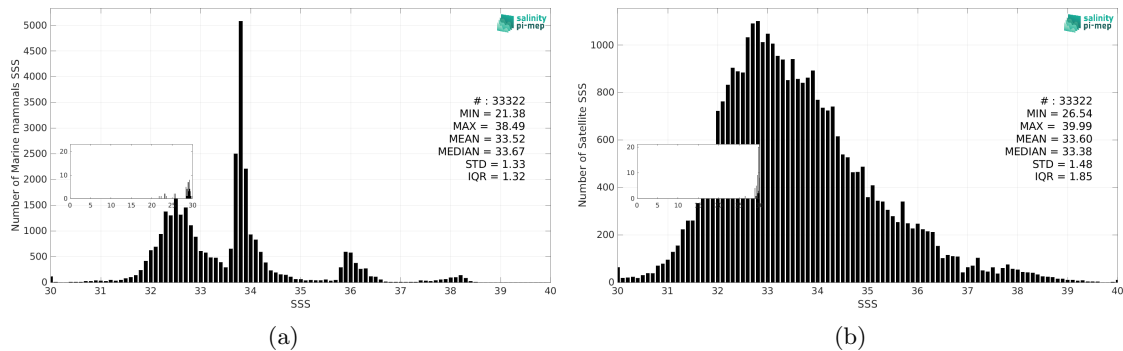 salinity
pi-mep
Number of Marine mammals SSS
5000
4500
4000
3500
3000
2500
2000
1500
1000
500
0
# : 33322
MIN = 21.38
MAX = 38.49
MEAN = 33.52
MEDIAN = 33.67
STD = 1.33
IQR = 1.32
20
10
0
0 5 10 15 20 25 30
30 31 32 33 34 35 36 37 38 39 40
SSS
(a)
salinity
pi-mep
Number of Satellite SSS
1000
800
600
400
200
0
# : 33322
MIN = 26.54
MAX = 39.99
MEAN = 33.60
MEDIAN = 33.38
STD = 1.48
IQR = 1.85
20
10
0
0 5 10 15 20 25 30
30 31 32 33 34 35 36 37 38 39 40
SSS
(b)